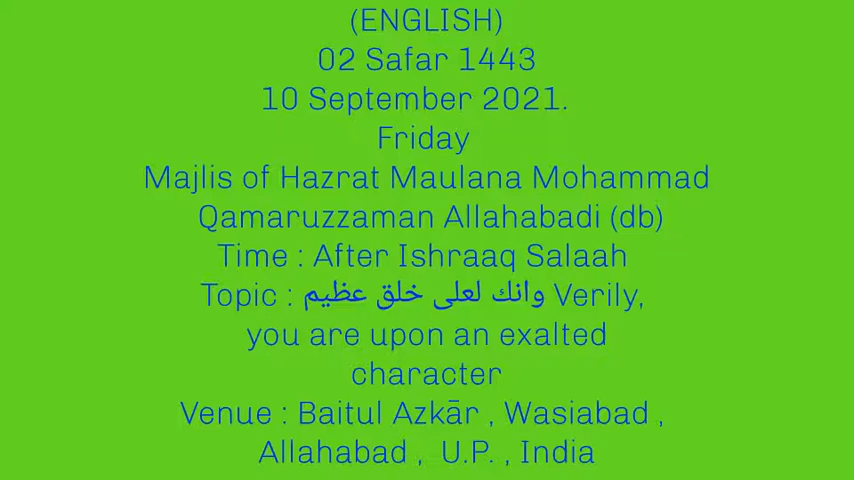 (ENGLISH)
02 Safar 1443
10 September 2021.
Friday
Majlis of Hazrat Maulana Mohammad
Qamaruzzaman Allahabadi (db)
Time : After Ishraaq Salaah
Topic : وانك لعلى خلق عظيم Verily,
you are upon an exalted
character
Venue : Baitul Azkār , Wasiabad ,
Allahabad , U.P. , India